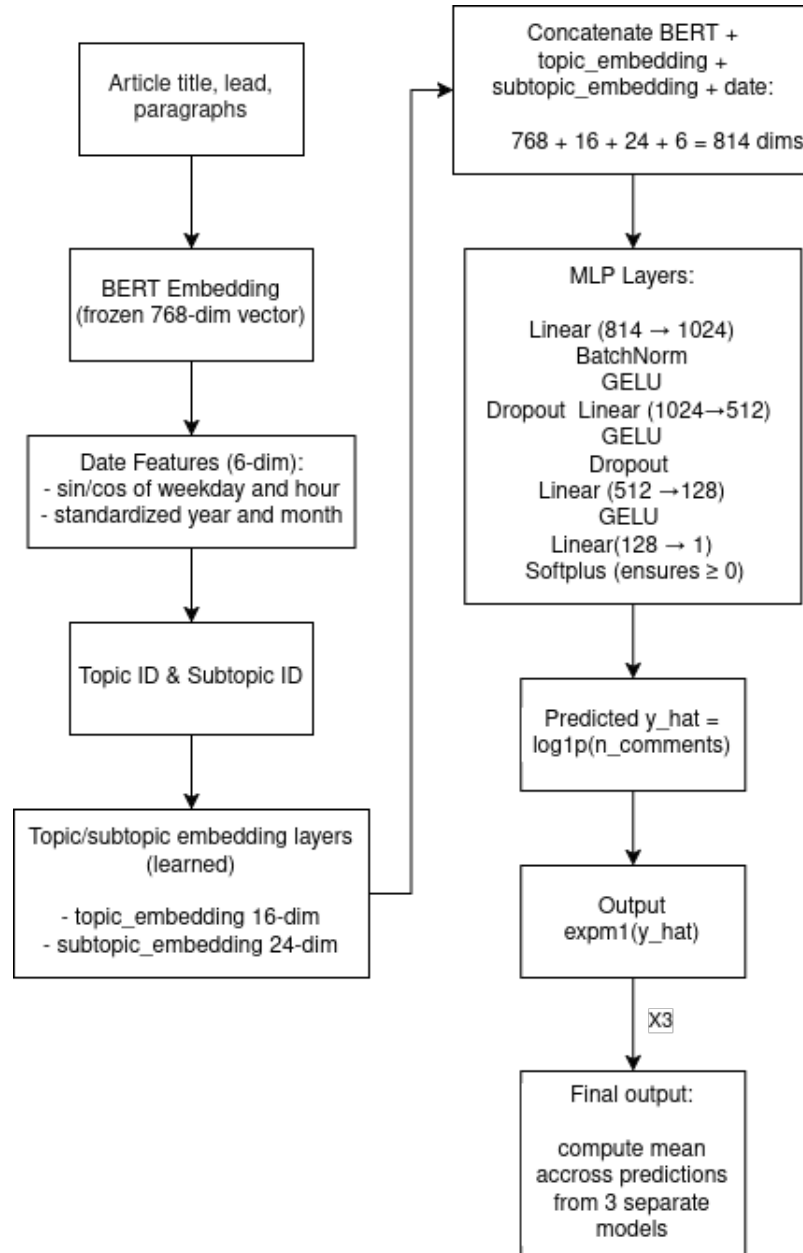 Article title, lead,
paragraphs
BERT Embedding
(frozen 768-dim vector)
Date Features (6-dim):
- sin/cos of weekday and hour
- standardized year and month
Topic ID & Subtopic ID
Topic/subtopic embedding layers
(learned)
- topic_embedding 16-dim
- subtopic_embedding 24-dim
Concatenate BERT +
topic_embedding +
subtopic_embedding + date:
768 + 16 + 24 + 6 = 814 dims
MLP Layers:
Linear (814 → 1024)
BatchNorm
GELU
Dropout Linear (1024→512)
GELU
Dropout
Linear (512 →128)
GELU
Linear(128 → 1)
Softplus (ensures ≥ 0)
Predicted y_hat =
log1p(n_comments)
Output
expm1(y_hat)
X3
Final output:
compute mean
accross predictions
from 3 separate
models